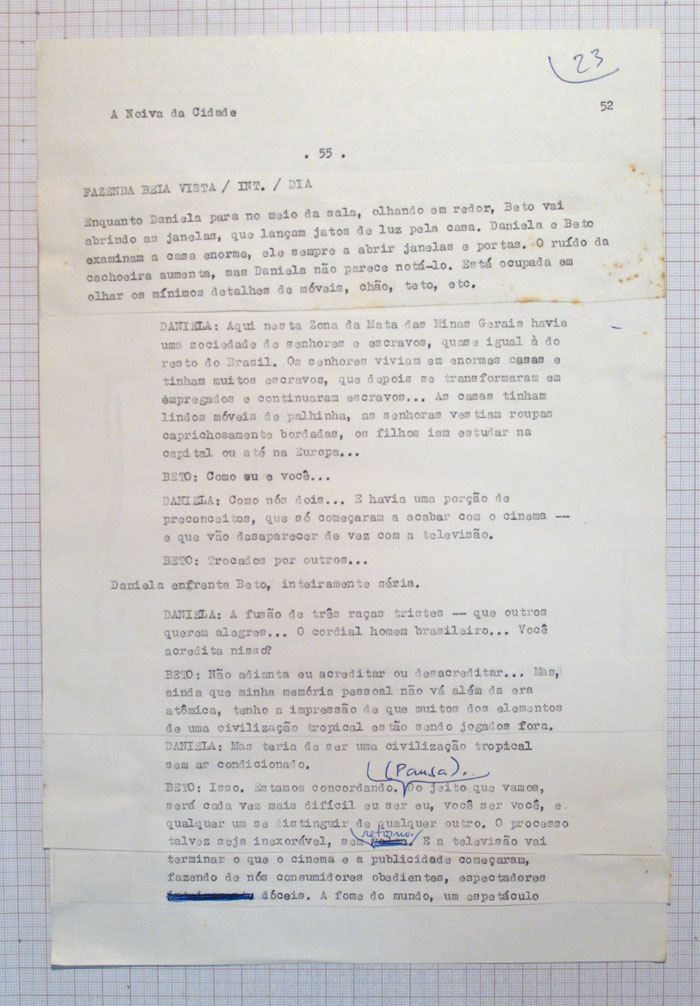 23
52
A Noiva da Cidade
. 55 .
FAZENDA BELA VISTA / INT. / DIA
Enquanto Daniela para no meio da sala, olhando em redor, Beto vai
abrindo as janelas, que lançam jatos de luz pela casa. Daniela e Beto
examinam a casa enorme, ele sempre a abrir janelas e portas. O ruído da
cachoeira aumenta, mas Daniela não parece notá-lo. Está ocupada em
olhar os mínimos detalhes de móveis, chão, teto, etc.
DANIELA: Aqui nesta Zona da Mata das Minas Gerais havia
uma sociedade de senhores e escravos, quase igual à do
resto do Brasil. Os senhores viviam em enormes casas e
tinham muitos escravos, que depois se transformaram em
empregados e continuaram escravos... As casas tinham
lindos móveis de palhinha, as senhoras vestiam roupas
caprichosamente bordadas, os filhos iam estudar na
capital ou até na Europa...
BETO: Como eu e você...
DANIELA: Como nós dois... E havia uma porção de
preconceitos, que só começaram a acabar com o cinema --
e que vão desaparecer de vez com a televisão.
BETO: Trocados por outros...
Daniela enfrenta Beto, inteiramente séria.
DANIELA: A fusão de três raças tristes -- que outros
querem alegres... O cordial homem brasileiro... Você
acredita nisso?
BETO: Não adianta eu acreditar ou desacreditar... Mas,
ainda que minha memória pessoal não vá além da era
atômica, tenho a impressão de que muitos dos elementos
de uma civilização tropical estão sendo jogados fora.
DANIELA: Mas teria de ser uma civilização tropical
sem ar condicionado.
(Pausa).
BETO: Isso. Estamos concordando. Do jeito que vamos,
será cada vez mais difícil eu ser eu, você ser você, e
qualquer um se distinguir de qualquer outro. O processo
retorno.
talvez seja inexorável, sem . E a televisão vai
terminar o que o cinema e a publicidade começaram,
fazendo de nós consumidores obedientes, espectadores
dóceis. A fome do mundo, um espetáculo